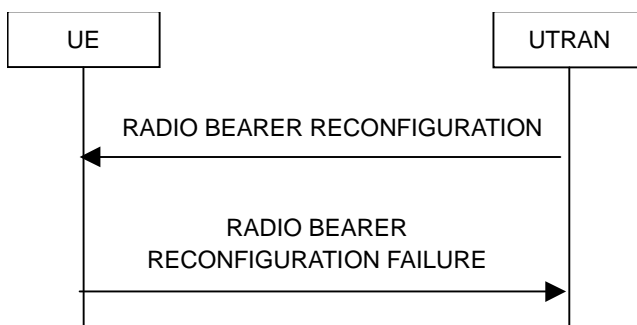 UE
UTRAN
RADIO BEARER RECONFIGURATION
RADIO BEARER
RECONFIGURATION FAILURE